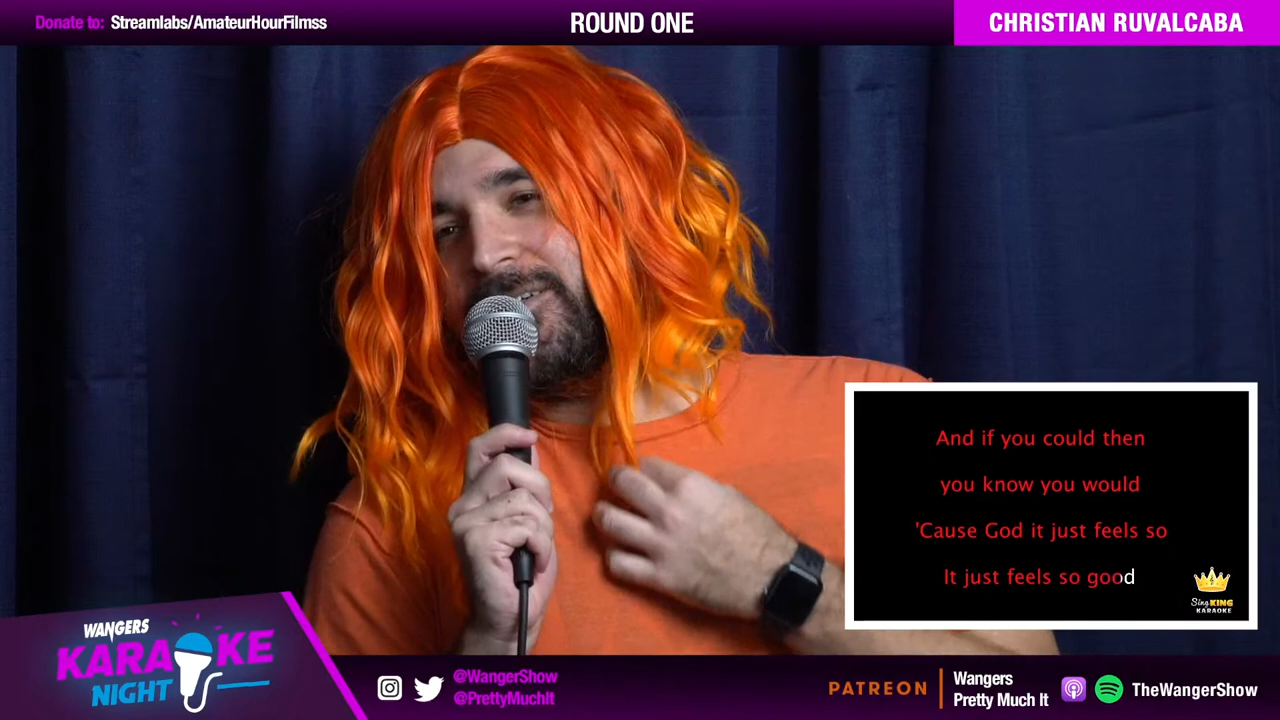 Donate to: Streamlabs/AmateurHourFilmss
ROUND ONE
CHRISTIAN RUVALCABA
And if you could then
you know you would
'Cause God it just feels so
It just feels so good
SingKING
KARAOKE
WANGERS
KARAOKE
NIGHT
@WangerShow
@PrettyMuchIt
PATREON
Wangers
Pretty Much It
TheWangerShow